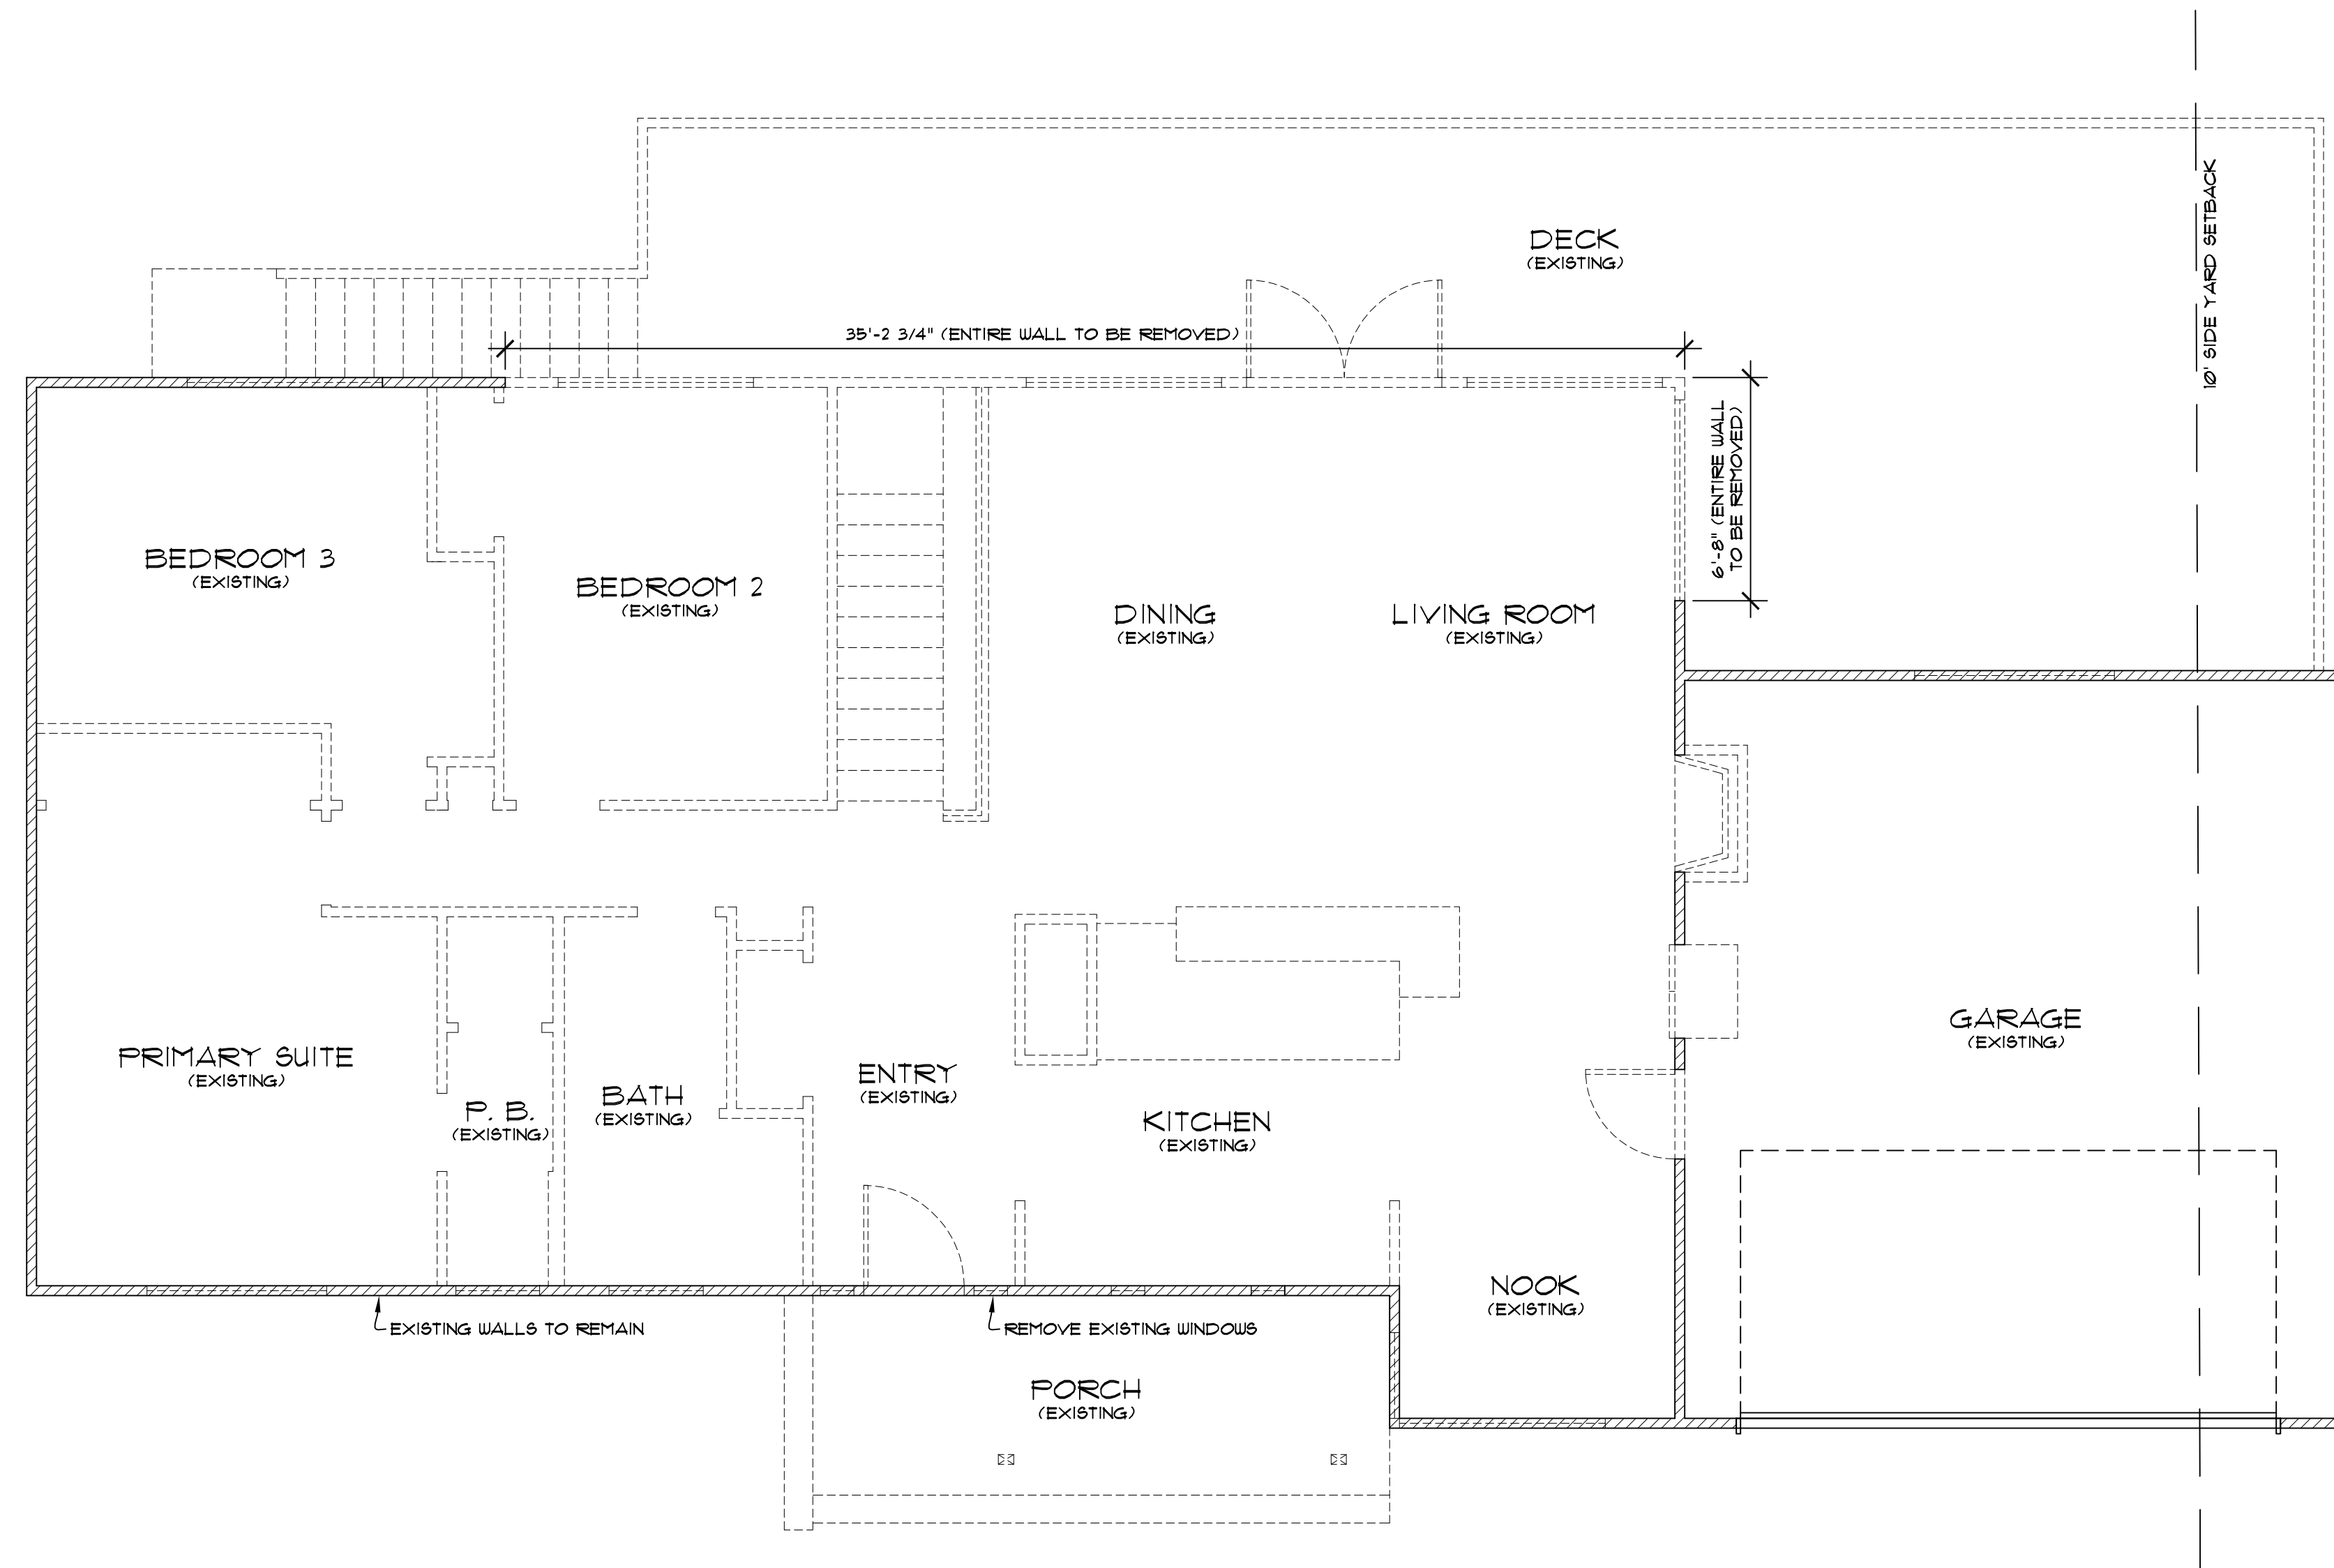 DECK
(EXISTING)
10' SIDE YARD SETBACK
35'-2 3/4" (ENTIRE WALL TO BE REMOVED)
6'-8" (ENTIRE WALL
TO BE REMOVED)
BEDROOM 3
(EXISTING)
BEDROOM 2
(EXISTING)
DINING
(EXISTING)
LIVING ROOM
(EXISTING)
PRIMARY SUITE
(EXISTING)
P. B.
(EXISTING)
BATH
(EXISTING)
ENTRY
(EXISTING)
KITCHEN
(EXISTING)
GARAGE
(EXISTING)
NOOK
(EXISTING)
EXISTING WALLS TO REMAIN
REMOVE EXISTING WINDOWS
PORCH
(EXISTING)